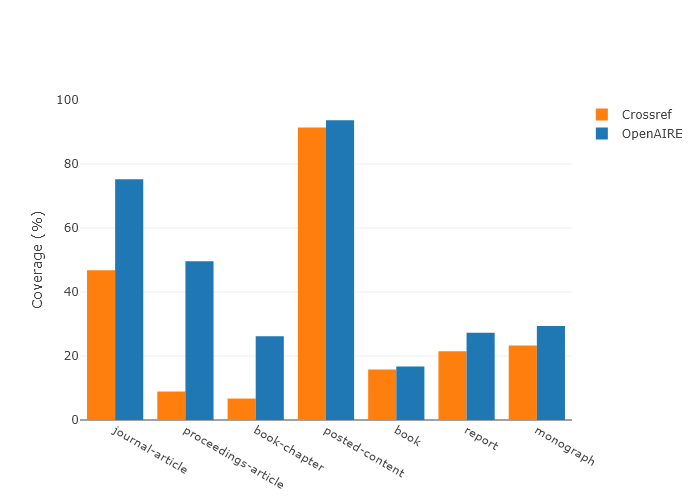 100
80
60
40
20
0
Coverage (%)
journal-article
proceedings-article
book-chapter
posted-content
book
report
monograph
Crossref
OpenAIRE